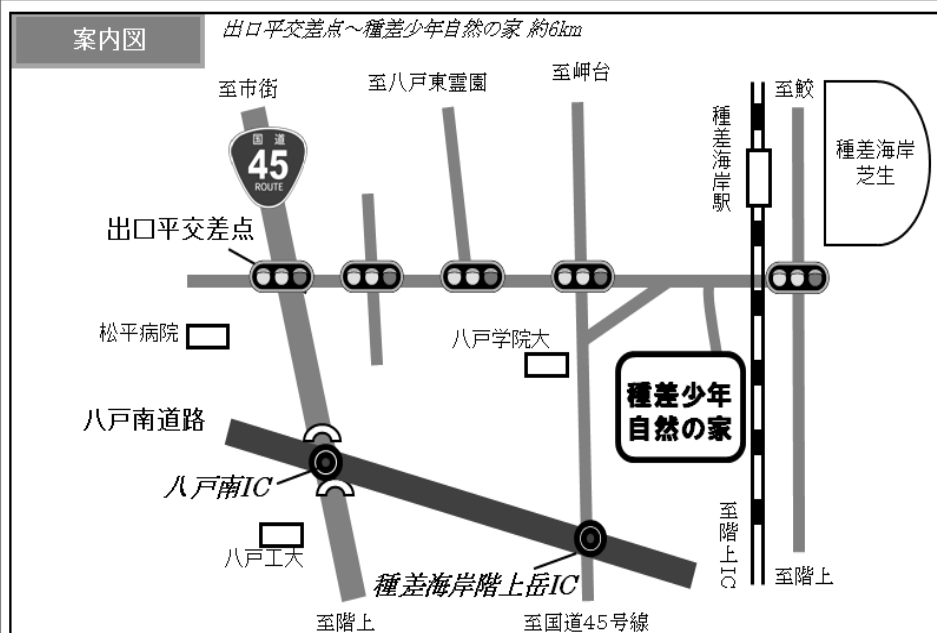 案内図
出口平交差点～種差少年自然の家 約6km
至市街
至八戸東霊園
至岬台
至鮫
国道
45
ROUTE
種差海岸駅
種差海岸
芝生
出口平交差点
松平病院
八戸学院大
種差少年
自然の家
八戸南道路
八戸南IC
八戸工大
種差海岸階上岳IC
至階上IC
至階上
至国道45号線
至階上